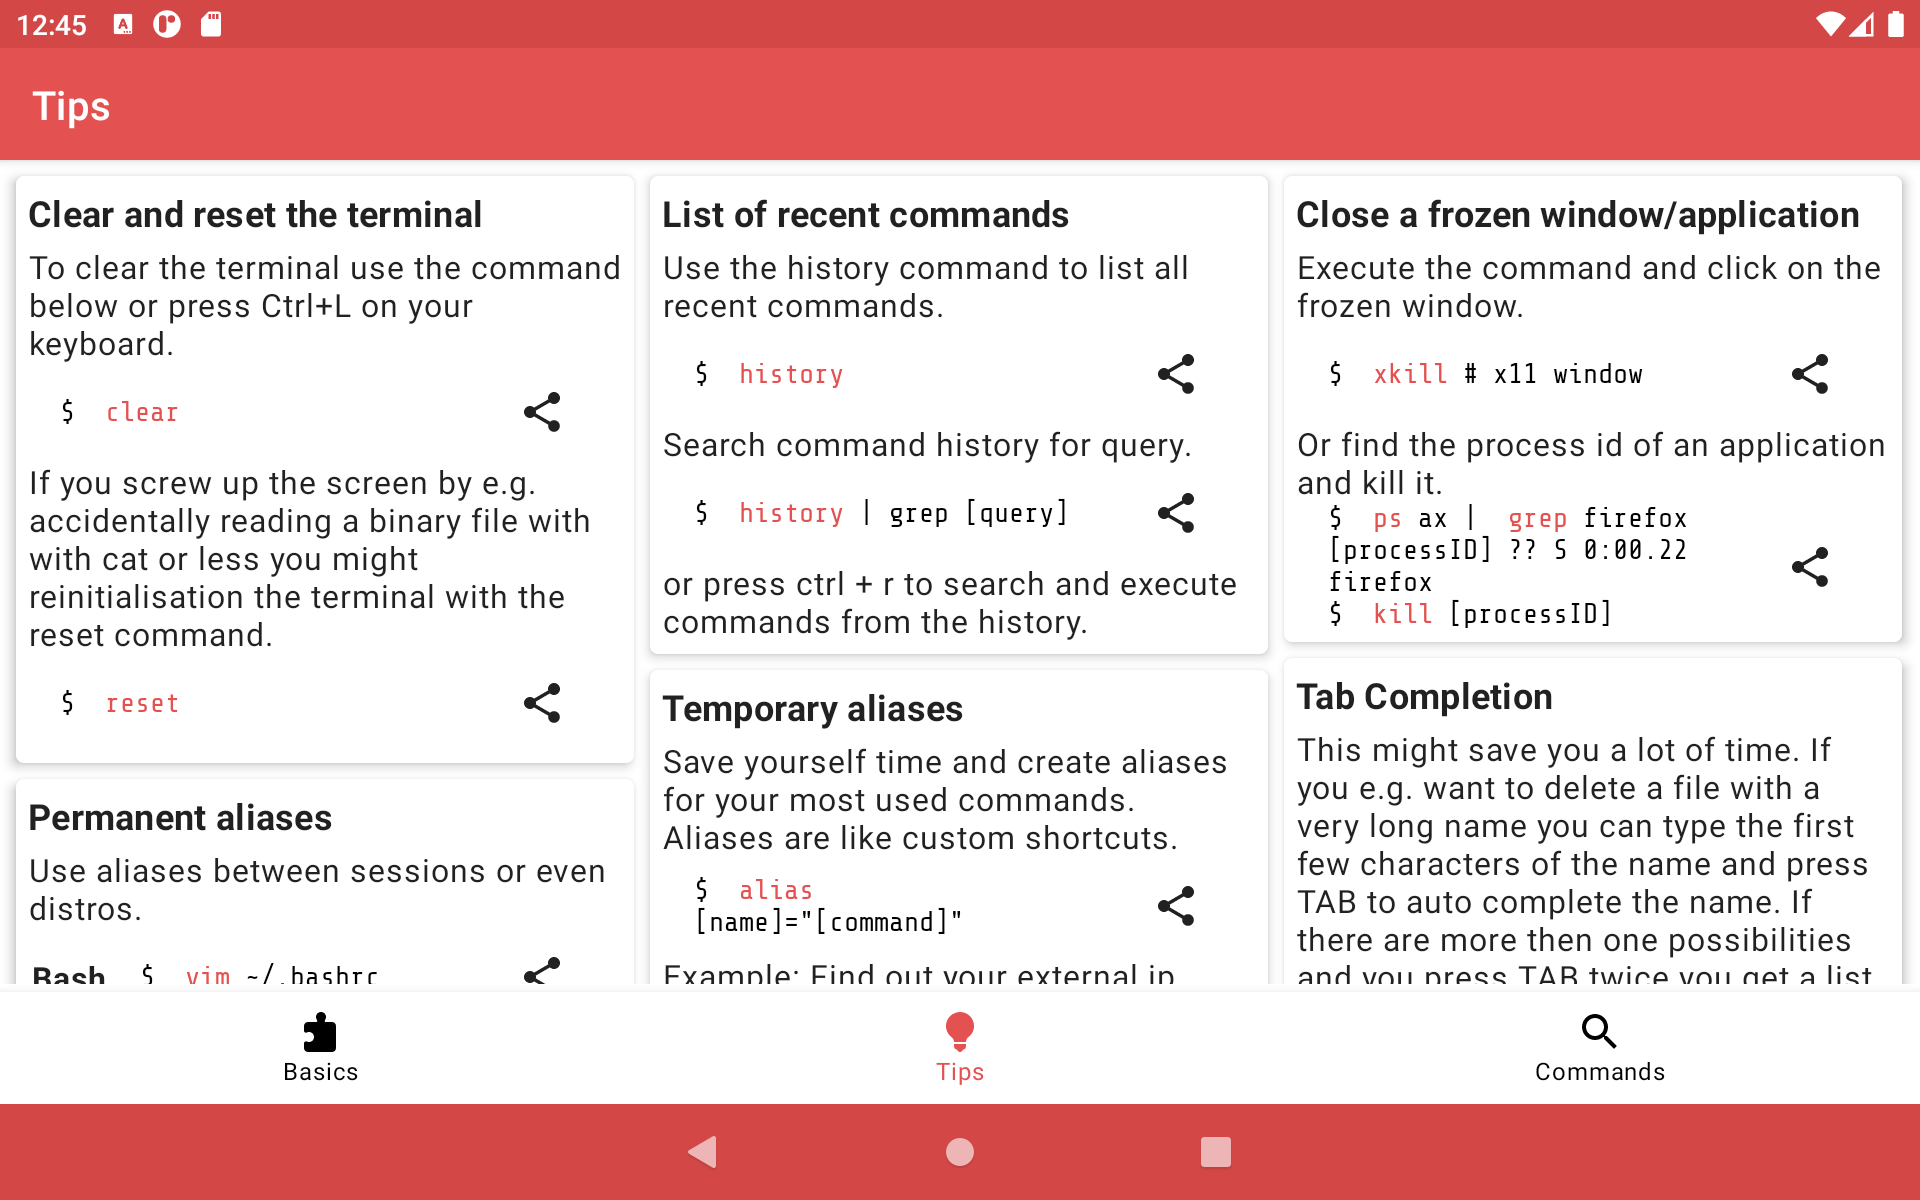 12:45
Tips
Clear and reset the terminal
To clear the terminal use the command
below or press Ctrl+L on your
keyboard.
$ clear
If you screw up the screen by e.g.
accidentally reading a binary file with
with cat or less you might
reinitialisation the terminal with the
reset command.
$ reset
Permanent aliases
Use aliases between sessions or even
distros.
Bash $ vim ~/.bashrc
List of recent commands
Use the history command to list all
recent commands.
$ history
Search command history for query.
$ history | grep [query]
or press ctrl + r to search and execute
commands from the history.
Temporary aliases
Save yourself time and create aliases
for your most used commands.
Aliases are like custom shortcuts.
$ alias
[name]="[command]"
Example: Find out your external ip
Close a frozen window/application
Execute the command and click on the
frozen window.
$ xkill # x11 window
Or find the process id of an application
and kill it.
$ ps ax | grep firefox
[processID] ?? S 0:00.22
firefox
$ kill [processID]
Tab Completion
This might save you a lot of time. If
you e.g. want to delete a file with a
very long name you can type the first
few characters of the name and press
TAB to auto complete the name. If
there are more then one possibilities
and you press TAB twice you get a list
Basics
Tips
Commands